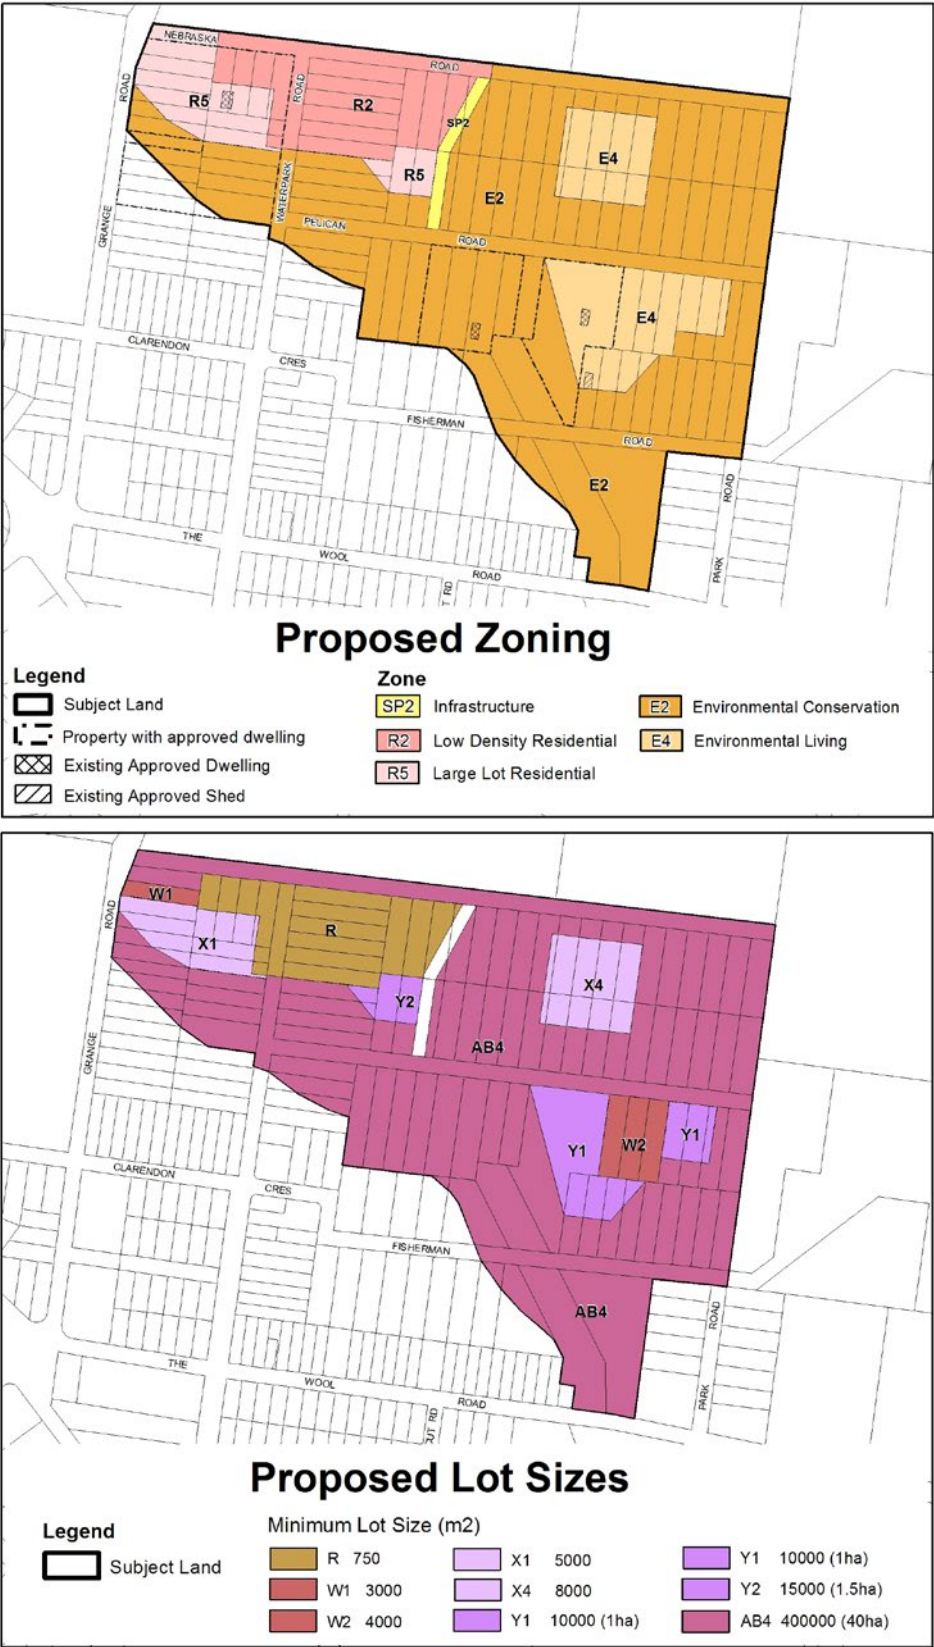 NEBRASKA
ROAD
ROAD
ROAD
R5
R2
SP2
E4
R5
E2
WATERPARK
PELICAN
ROAD
GRANGE
E4
CLARENDON
CRES
FISHERMAN
ROAD
E2
ROAD
THE
WOOL
ROAD
PARK
T RD
Proposed Zoning
Legend
Subject Land
Property with approved dwelling
Existing Approved Dwelling
Existing Approved Shed
Zone
SP2 Infrastructure
R2 Low Density Residential
R5 Large Lot Residential
E2 Environmental Conservation
E4 Environmental Living
W1
ROAD
R
X1
X4
Y2
AB4
GRANGE
Y1
W2
Y1
CLARENDON
CRES
FISHERMAN
AB4
ROAD
THE
WOOL
ROAD
PARK
UT RD
Proposed Lot Sizes
Legend
Subject Land
Minimum Lot Size (m2)
R 750
W1 3000
W2 4000
X1 5000
X4 8000
Y1 10000 (1ha)
Y1 10000 (1ha)
Y2 15000 (1.5ha)
AB4 400000 (40ha)